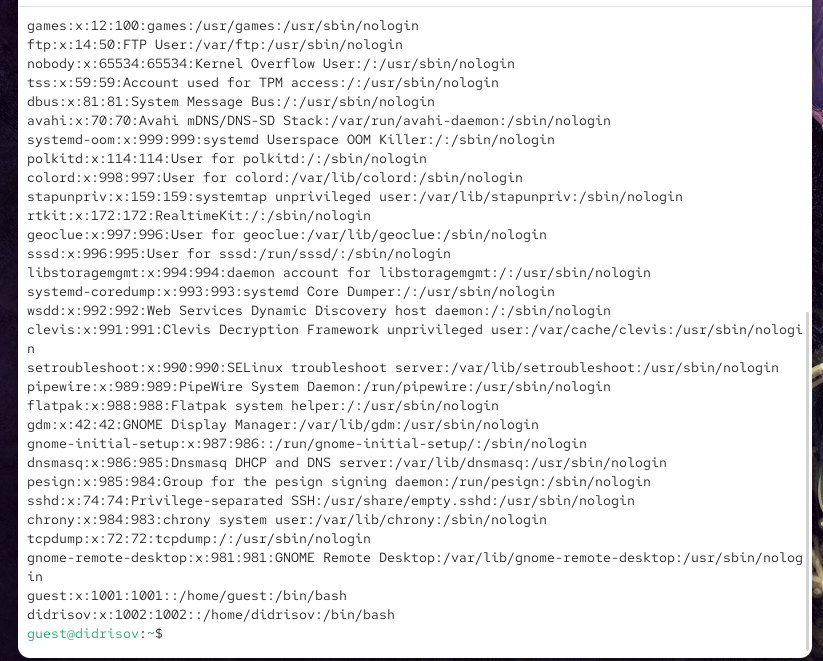 games:x:12:100:games:/usr/games:/usr/sbin/nologin
ftp:x:14:50:FTP User:/var/ftp:/usr/sbin/nologin
nobody:x:65534:65534:Kernel Overflow User:/:/usr/sbin/nologin
tss:x:59:59:Account used for TPM access:/:/usr/sbin/nologin
dbus:x:81:81:System Message Bus:/:/usr/sbin/nologin
avahi:x:70:70:Avahi mDNS/DNS-SD Stack:/var/run/avahi-daemon:/sbin/nologin
systemd-oom:x:999:999:systemd Userspace OOM Killer:/:/sbin/nologin
polkitd:x:114:114:User for polkitd:/:/sbin/nologin
colord:x:998:997:User for colord:/var/lib/colord:/sbin/nologin
stapunpriv:x:159:159:systemtap unprivileged user:/var/lib/stapunpriv:/sbin/nologin
rtkit:x:172:172:RealtimeKit:/:/sbin/nologin
geoclue:x:997:996:User for geoclue:/var/lib/geoclue:/sbin/nologin
sssd:x:996:995:User for sssd:/run/sssd/:/sbin/nologin
libstoragemgmt:x:994:994:daemon account for libstoragemgmt:/:/usr/sbin/nologin
systemd-coredump:x:993:993:systemd Core Dumper:/:/usr/sbin/nologin
wsdd:x:992:992:Web Services Dynamic Discovery host daemon:/:/sbin/nologin
clevis:x:991:991:Clevis Decryption Framework unprivileged user:/var/cache/clevis:/usr/sbin/nologi
n
setroubleshoot:x:990:990:SELinux troubleshoot server:/var/lib/setroubleshoot:/usr/sbin/nologin
pipewire:x:989:989:PipeWire System Daemon:/run/pipewire:/usr/sbin/nologin
flatpak:x:988:988:Flatpak system helper:/:/usr/sbin/nologin
gdm:x:42:42:GNOME Display Manager:/var/lib/gdm:/usr/sbin/nologin
gnome-initial-setup:x:987:986::/run/gnome-initial-setup/:/sbin/nologin
dnsmasq:x:986:985:Dnsmasq DHCP and DNS server:/var/lib/dnsmasq:/usr/sbin/nologin
pesign:x:985:984:Group for the pesign signing daemon:/run/pesign:/sbin/nologin
sshd:x:74:74:Privilege-separated SSH:/usr/share/empty.sshd:/usr/sbin/nologin
chrony:x:984:983:chrony system user:/var/lib/chrony:/sbin/nologin
tcpdump:x:72:72:tcpdump:/:/usr/sbin/nologin
gnome-remote-desktop:x:981:981:GNOME Remote Desktop:/var/lib/gnome-remote-desktop:/usr/sbin/nolog
in
guest:x:1001:1001::/home/guest:/bin/bash
didrisov:x:1002:1002::/home/didrisov:/bin/bash
guest@didrisov:~$